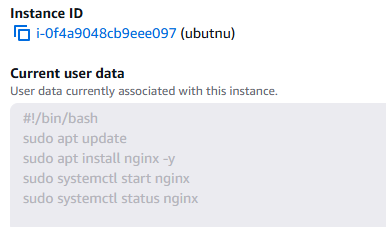 Instance ID
i-0f4a9048cb9eee097 (ubutnu)
Current user data
User data currently associated with this instance.
#!/bin/bash
sudo apt update
sudo apt install nginx -y
sudo systemctl start nginx
sudo systemctl status nginx